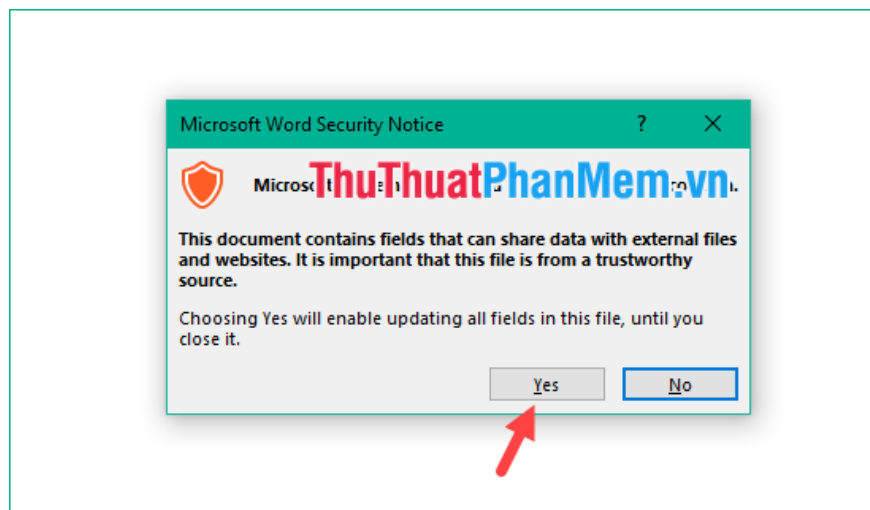 Microsoft Word Security Notice
?
ThuThuatPhanMem.vn
This document contains fields that can share data with external files
and websites. It is important that this file is from a trustworthy
source.
Choosing Yes will enable updating all fields in this file, until you
close it.
Yes
No